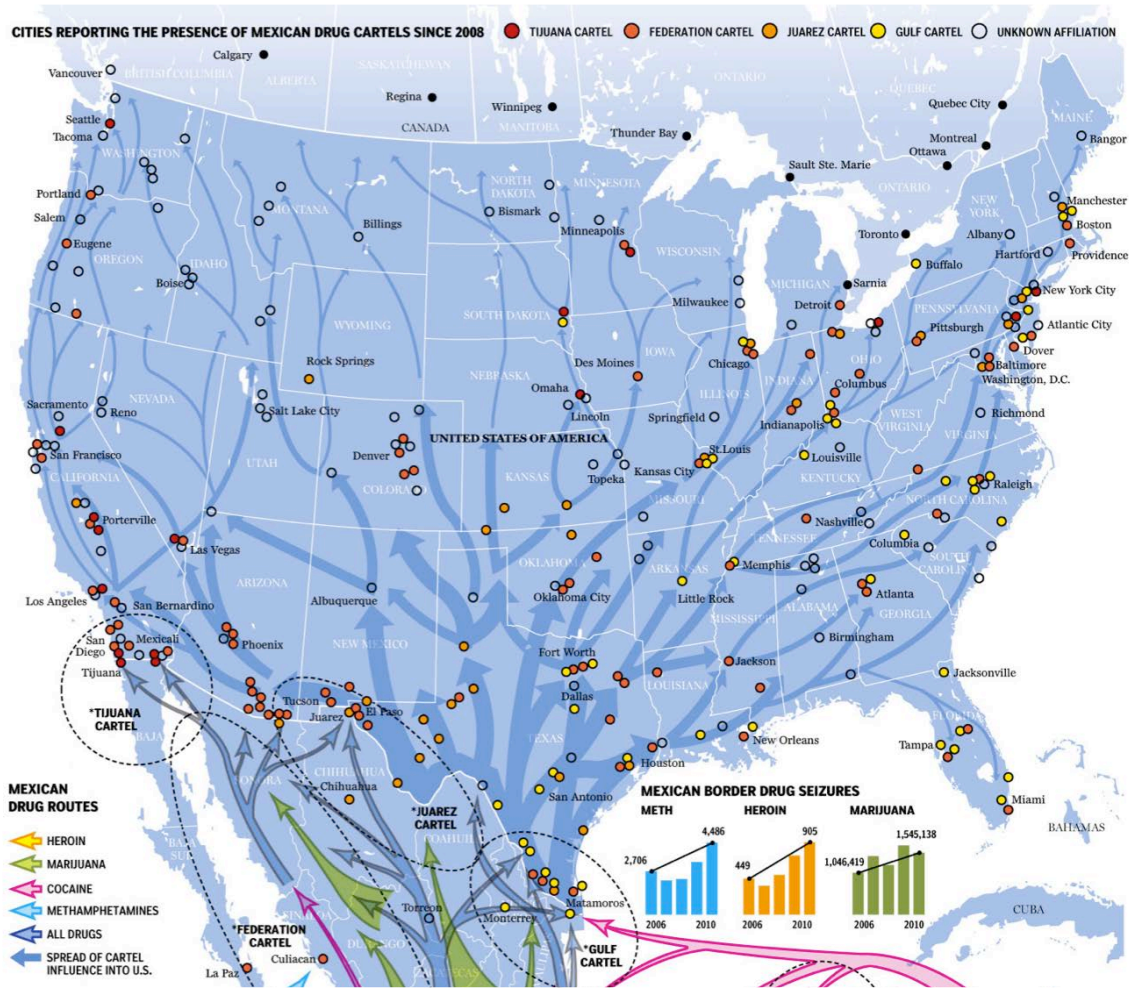 CITIES REPORTING THE PRESENCE OF MEXICAN DRUG CARTELS SINCE 2008
TIJUANA CARTEL
FEDERATION CARTEL
JUAREZ CARTEL
GULF CARTEL
UNKNOWN AFFILIATION
Calgary
Vancouver
BRITISH COLUMBIA
ALBERTA
SASKATCHEWAN
ONTARIO
QUEBEC
Regina
Winnipeg
CANADA
MANITOBA
Quebec City
Seattle
Tacoma
WASHINGTON
Thunder Bay
Montreal
Ottawa
MAINE
Bangor
Sault Ste. Marie
ONTARIO
Portland
Salem
MONTANA
NORTH
DAKOTA
Bismark
MINNESOTA
Minneapolis
NEW
YORK
Manchester
Boston
Billings
Toronto
Albany
Hartford
Providence
Eugene
OREGON
IDAHO
Boise
WISCONSIN
Buffalo
MICHIGAN
Sarnia
Milwaukee
Detroit
New York City
WYOMING
SOUTH DAKOTA
PENNSYLVANIA
Pittsburgh
Atlantic City
Rock Springs
IOWA
Des Moines
Chicago
OHIO
Dover
Baltimore
Washington, D.C.
NEBRASKA
Omaha
Lincoln
ILLINOIS
INDIANA
Columbus
Sacramento
Reno
NEVADA
Salt Lake City
Springfield
Indianapolis
WEST
VIRGINIA
Richmond
San Francisco
UNITED STATES OF AMERICA
VIRGINIA
CALIFORNIA
UTAH
Denver
COLORADO
KANSAS
Topeka
Kansas City
St.Louis
Louisville
KENTUCKY
MISSOURI
Raleigh
NORTH CAROLINA
Porterville
Las Vegas
Nashville
TENNESSEE
Columbia
SOUTH
CAROLINA
Los Angeles
San Bernardino
ARIZONA
Albuquerque
OKLAHOMA
Oklahoma City
ARKANSAS
Little Rock
Memphis
Atlanta
ALABAMA
GEORGIA
MISSISSIPPI
San
Diego
Mexicali
Phoenix
NEW MEXICO
Birmingham
Tijuana
Fort Worth
Jackson
Dallas
LOUISIANA
Jacksonville
*TIJUANA
CARTEL
BAJA
Tucson
Juarez
El Paso
TEXAS
New Orleans
FLORIDA
Tampa
Houston
SONORA
CHIHUAHUA
Chihuahua
San Antonio
Miami
BAHAMAS
MEXICAN
DRUG ROUTES
HEROIN
MARIJUANA
COCAINE
METHAMPHETAMINES
ALL DRUGS
SPREAD OF CARTEL
INFLUENCE INTO U.S.
BAJA
SUR
*JUAREZ
CARTEL
COAHUIL
MEXICAN BORDER DRUG SEIZURES
METH
HEROIN
MARIJUANA
2,706
4,486
449
905
1,046,419
1,545,138
2006
2010
2006
2010
2006
2010
CUBA
SINALOA
Torreon
Monterrey
Matamoros
*FEDERATION
CARTEL
DURANGO
*GULF
CARTEL
La Paz
Culiacan